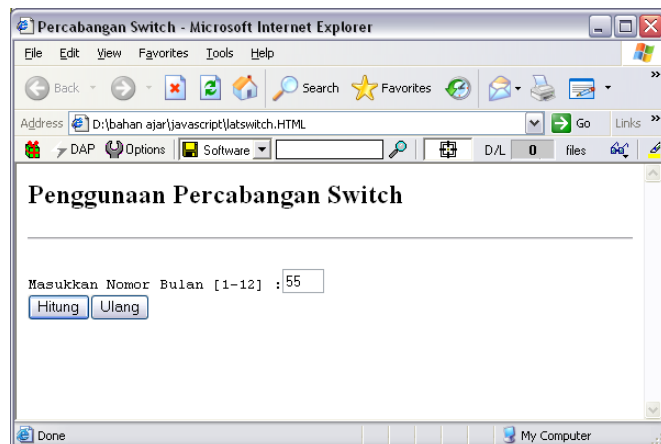 Percabangan Switch - Microsoft Internet Explorer
File Edit View Favorites Tools Help
Back Search Favorites »
Address D:\bahan ajar\javascript\latswitch.HTML Go Links »
DAP Options Software D/L 0 files
Penggunaan Percabangan Switch
Masukkan Nomor Bulan [1-12] :55
Hitung Ulang
Done My Computer